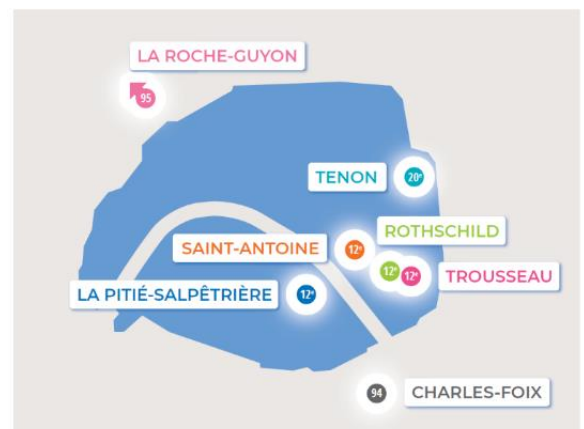 LA ROCHE-GUYON
95
TENON
20e
ROTHSCHILD
SAINT-ANTOINE
12e
12e
12e
TROUSSEAU
LA PITIÉ-SALPÊTRIÈRE
12e
94
CHARLES-FOIX